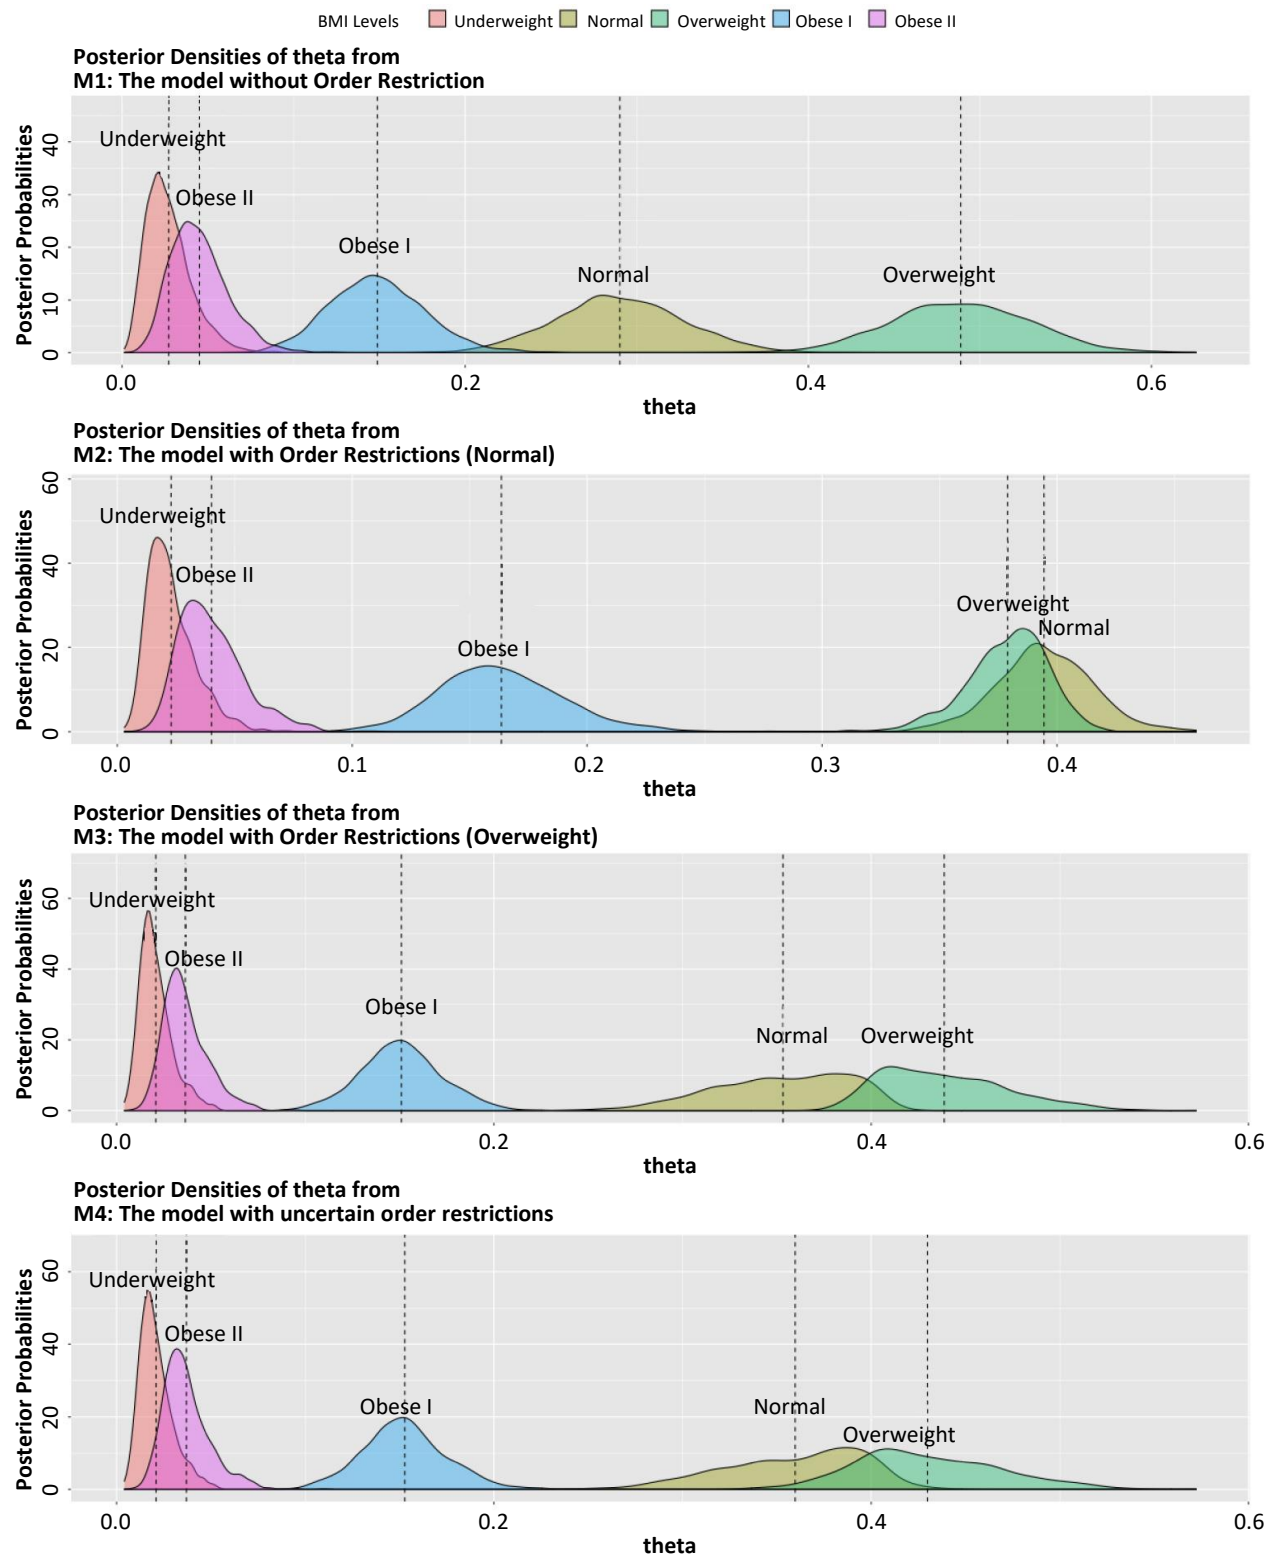 BMI Levels Underweight Normal Overweight Obese I Obese II
Posterior Densities of theta from
M1: The model without Order Restriction
Posterior Probabilities
40
30
20
10
0
Underweight
Obese II
Obese I
Normal
Overweight
0.0 0.2 0.4 0.6
theta
Posterior Densities of theta from
M2: The model with Order Restrictions (Normal)
Posterior Probabilities
60
40
20
0
Underweight
Obese II
Obese I
Overweight
Normal
0.0 0.1 0.2 0.3 0.4
theta
Posterior Densities of theta from
M3: The model with Order Restrictions (Overweight)
Posterior Probabilities
60
40
20
0
Underweight
Obese II
Obese I
Normal Overweight
0.0 0.2 0.4 0.6
theta
Posterior Densities of theta from
M4: The model with uncertain order restrictions
Posterior Probabilities
60
40
20
0
Underweight
Obese II
Obese I
Normal
Overweight
0.0 0.2 0.4 0.6
theta